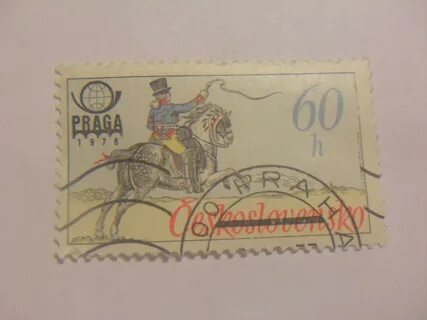 PRAGA
1978
60
h
Československo
PRAHA